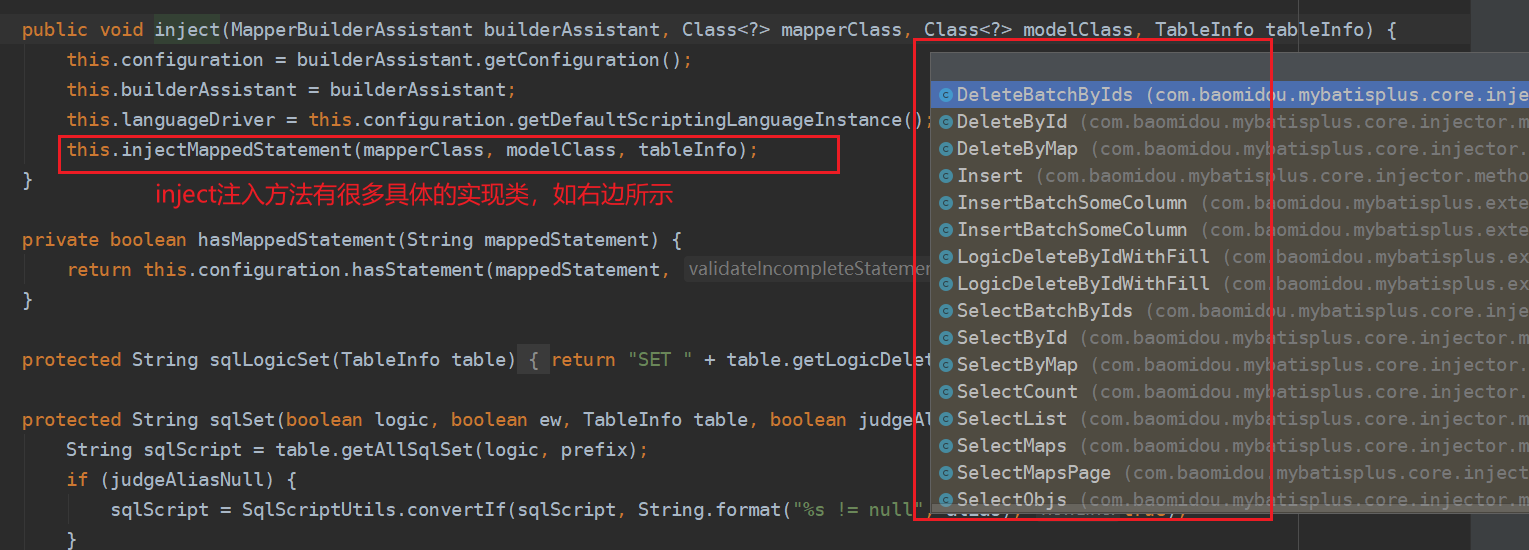 public void inject(MapperBuilderAssistant builderAssistant, Class<?> mapperClass, Class<?> modelClass, TableInfo tableInfo) {
this.configuration = builderAssistant.getConfiguration();
this.builderAssistant = builderAssistant;
this.languageDriver = this.configuration.getDefaultScriptingLanguageInstance();
this.injectMappedStatement(mapperClass, modelClass, tableInfo);
}
inject注入方法有很多具体的实现类，如右边所示
private boolean hasMappedStatement(String mappedStatement) {
return this.configuration.hasStatement(mappedStatement, validateIncompleteStatemen
}
protected String sqlLogicSet(TableInfo table) { return "SET " + table.getLogicDelet
protected String sqlSet(boolean logic, boolean ew, TableInfo table, boolean judgeAl
String sqlScript = table.getAllSqlSet(logic, prefix);
if (judgeAliasNull) {
sqlScript = SqlScriptUtils.convertIf(sqlScript, String.format("%s != null",
}
DeleteBatchByIds (com.baomidou.mybatisplus.core.inje
DeleteById (com.baomidou.mybatisplus.core.injector.m
DeleteByMap (com.baomidou.mybatisplus.core.injector.
Insert (com.baomidou.mybatisplus.core.injector.metho
InsertBatchSomeColumn (com.baomidou.mybatisplus.exte
InsertBatchSomeColumn (com.baomidou.mybatisplus.exte
LogicDeleteByIdWithFill (com.baomidou.mybatisplus.ex
LogicDeleteByIdWithFill (com.baomidou.mybatisplus.ex
SelectBatchByIds (com.baomidou.mybatisplus.core.inje
SelectById (com.baomidou.mybatisplus.core.injector.m
SelectByMap (com.baomidou.mybatisplus.core.injector.
SelectCount (com.baomidou.mybatisplus.core.injector.
SelectList (com.baomidou.mybatisplus.core.injector.m
SelectMaps (com.baomidou.mybatisplus.core.injector.m
SelectMapsPage (com.baomidou.mybatisplus.core.inject
SelectObjs (com.baomidou.mybatisplus.core.injector.m